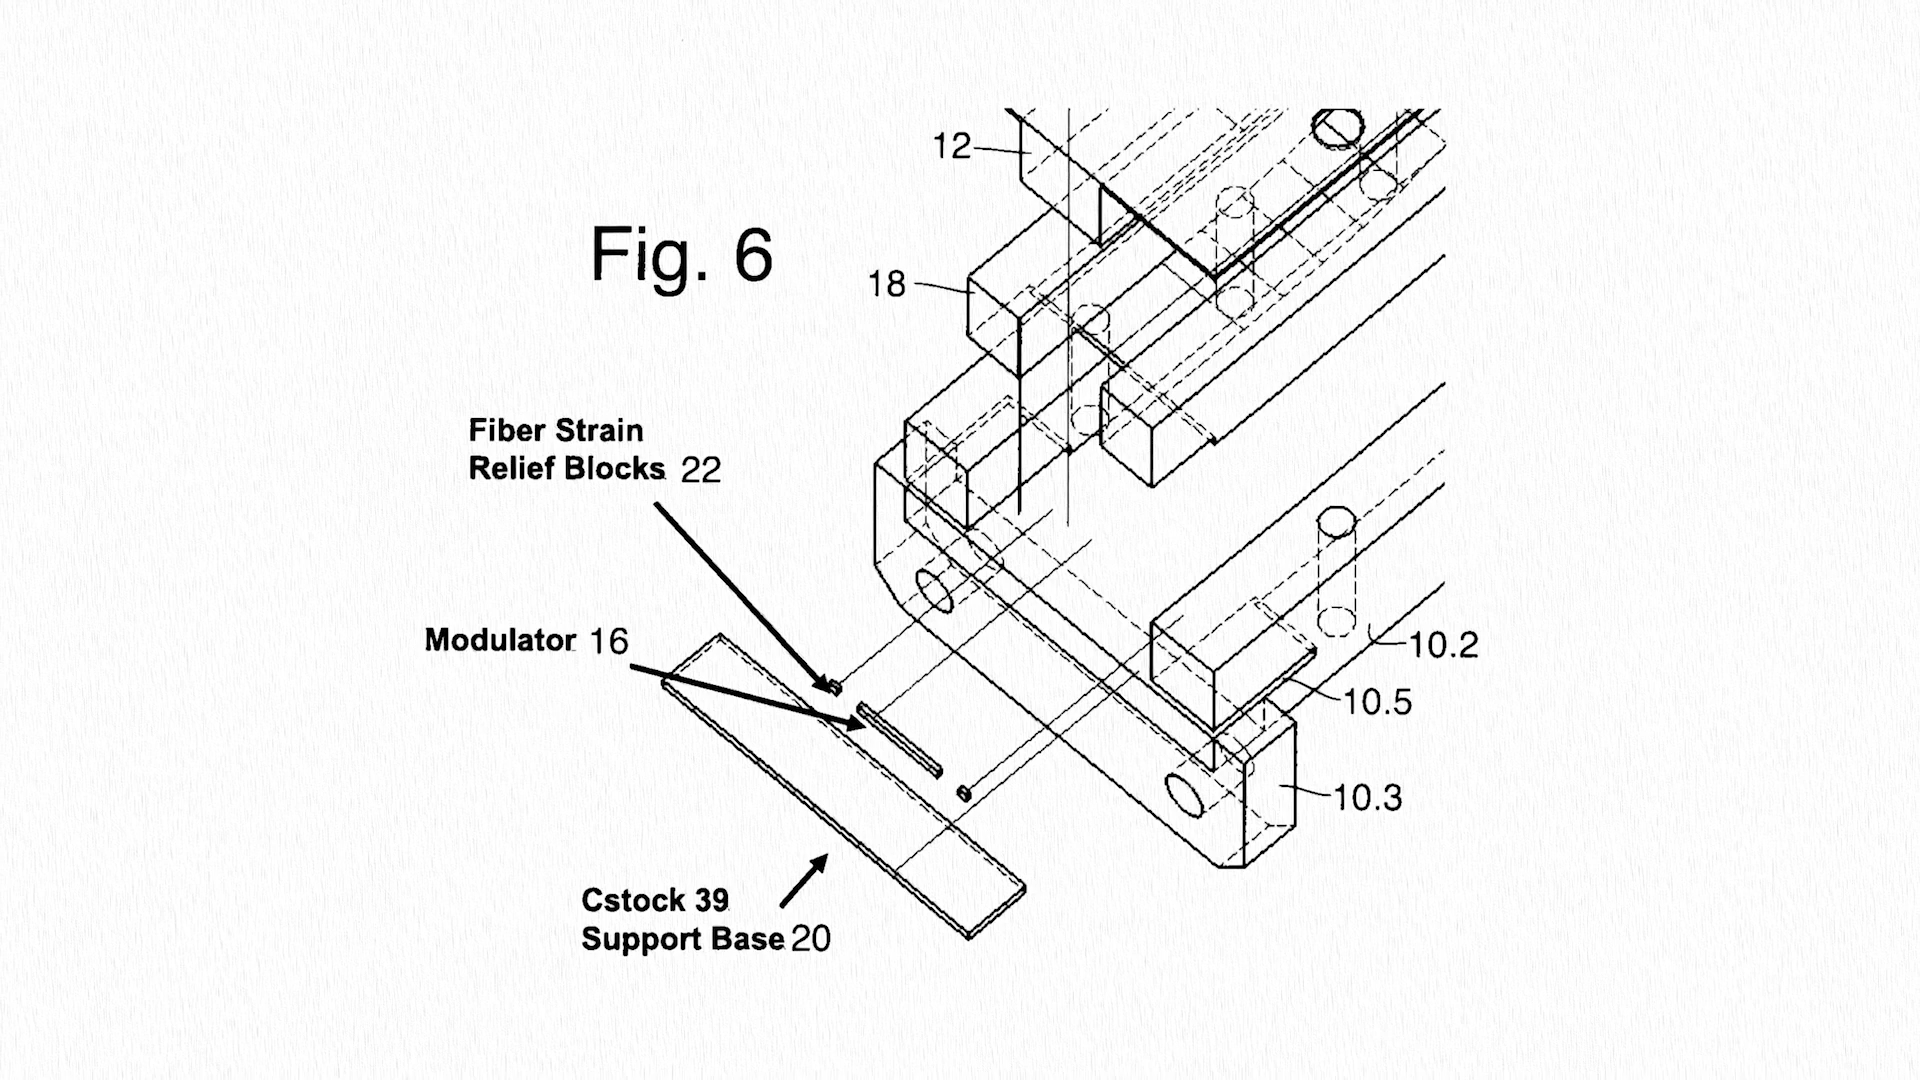 12
Fig. 6
18
Fiber Strain
Relief Blocks 22
Modulator 16
10.2
10.5
10.3
Cstock 39
Support Base 20